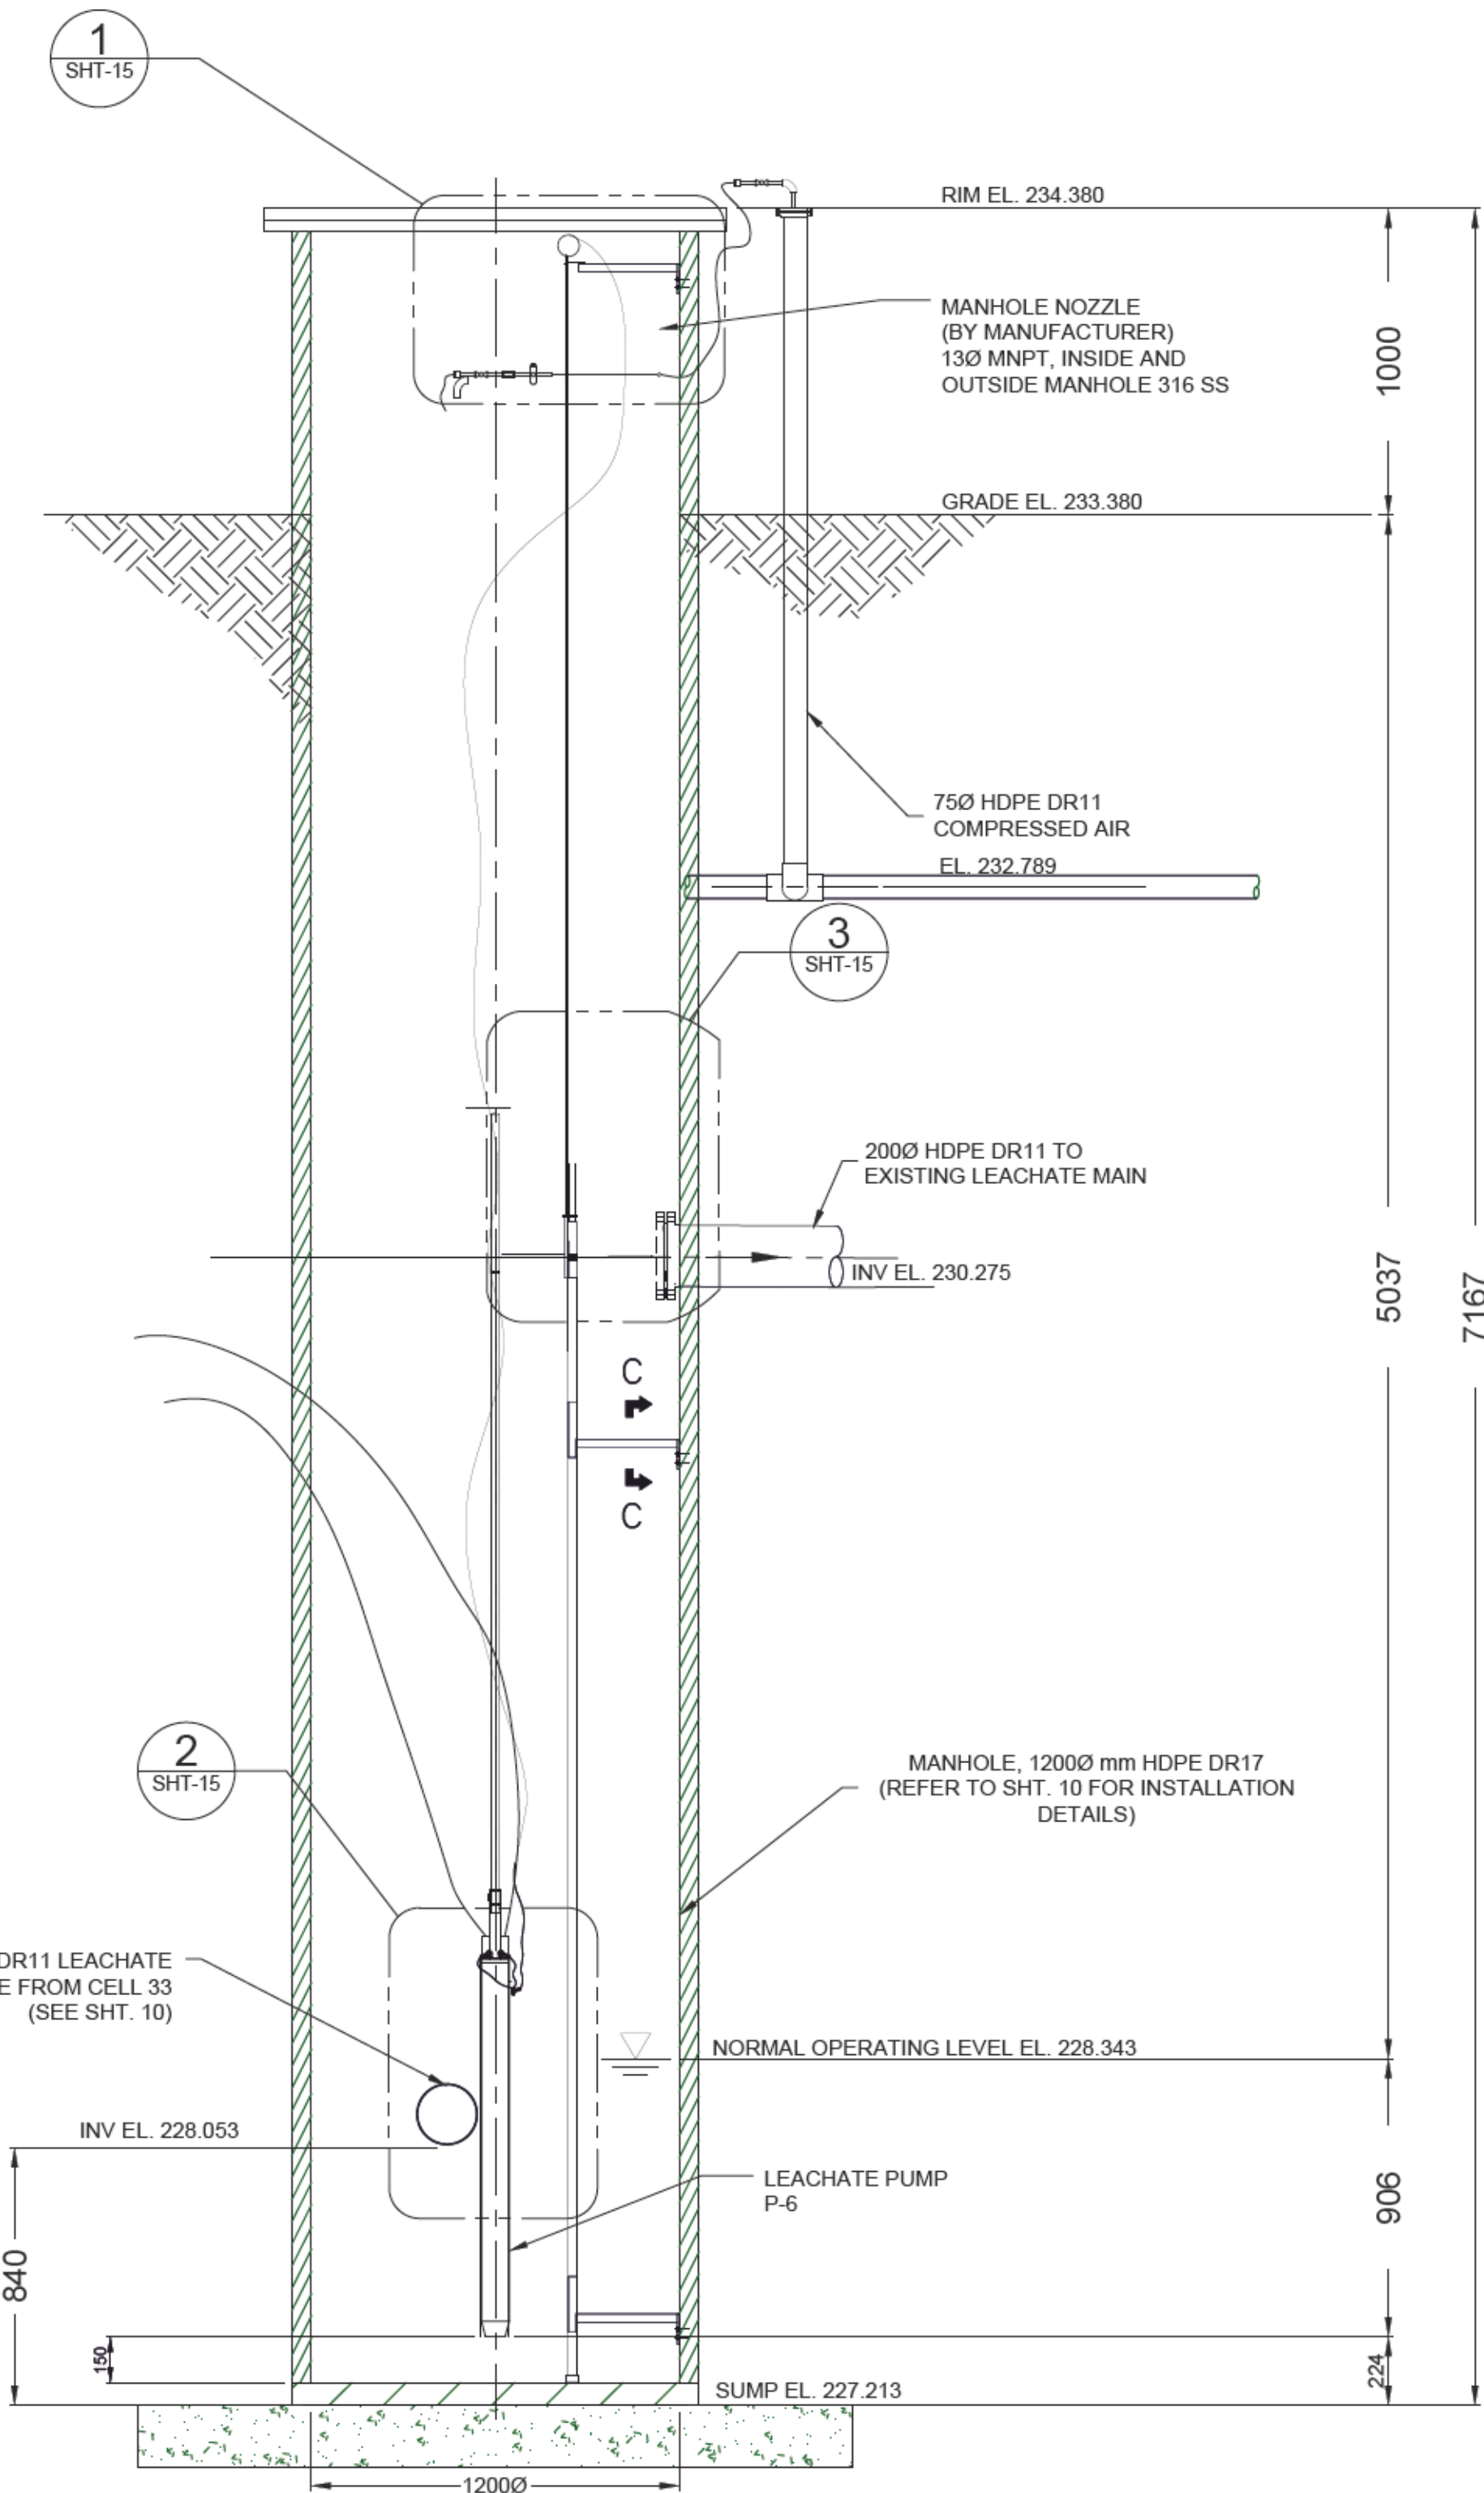 1
SHT-15
RIM EL. 234.380
MANHOLE NOZZLE
(BY MANUFACTURER)
13Ø MNPT, INSIDE AND
OUTSIDE MANHOLE 316 SS
1000
GRADE EL. 233.380
75Ø HDPE DR11
COMPRESSED AIR
EL. 232.789
3
SHT-15
200Ø HDPE DR11 TO
EXISTING LEACHATE MAIN
INV EL. 230.275
5037
7167
C
C
2
SHT-15
MANHOLE, 1200Ø mm HDPE DR17
(REFER TO SHT. 10 FOR INSTALLATION
DETAILS)
DR11 LEACHATE
E FROM CELL 33
(SEE SHT. 10)
NORMAL OPERATING LEVEL EL. 228.343
INV EL. 228.053
LEACHATE PUMP
P-6
906
840
150
224
SUMP EL. 227.213
1200Ø